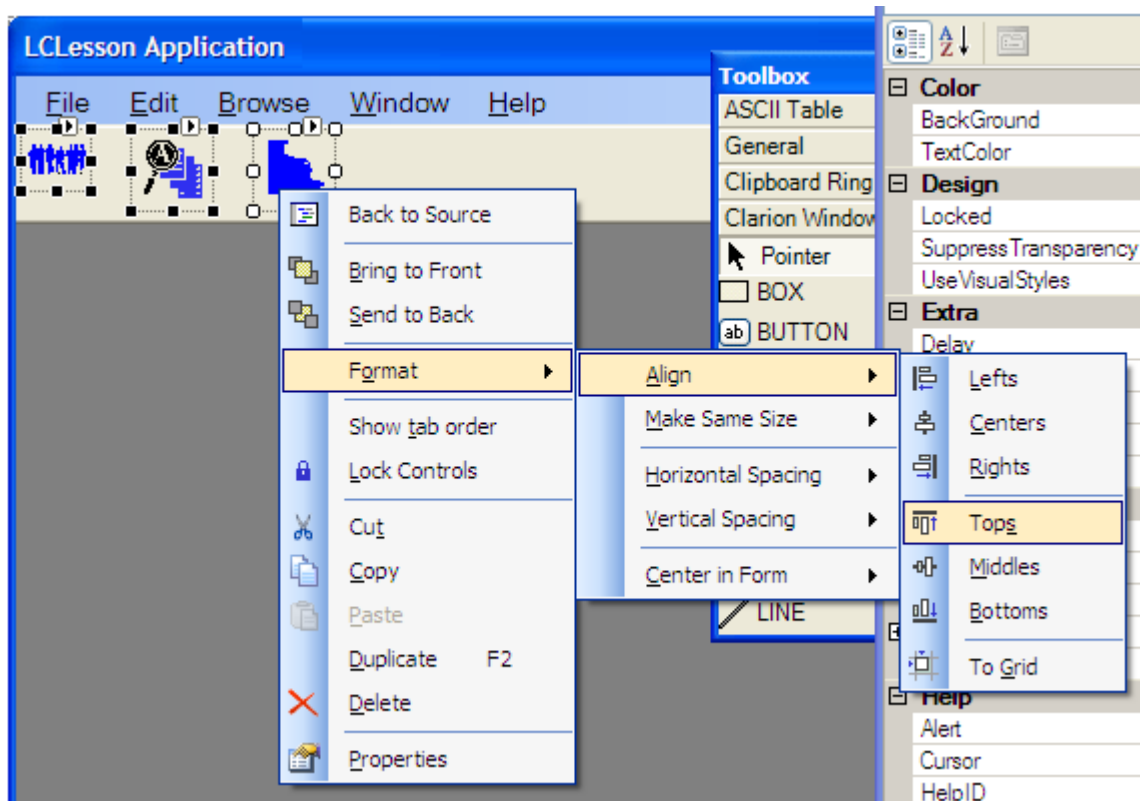 LCLesson Application
File Edit Browse Window Help
Back to Source
Bring to Front
Send to Back
Format
Show tab order
Lock Controls
Cut
Copy
Paste
Duplicate F2
Delete
Properties
Align
Make Same Size
Horizontal Spacing
Vertical Spacing
Center in Form
Lefts
Centers
Rights
Tops
Middles
Bottoms
To Grid
Toolbox
ASCII Table
General
Clipboard Ring
Clarion Window
Pointer
BOX
ab BUTTON
LINE
A
Z
Color
BackGround
TextColor
Design
Locked
SuppressTransparency
UseVisualStyles
Extra
Delay
Help
Alert
Cursor
HelpID